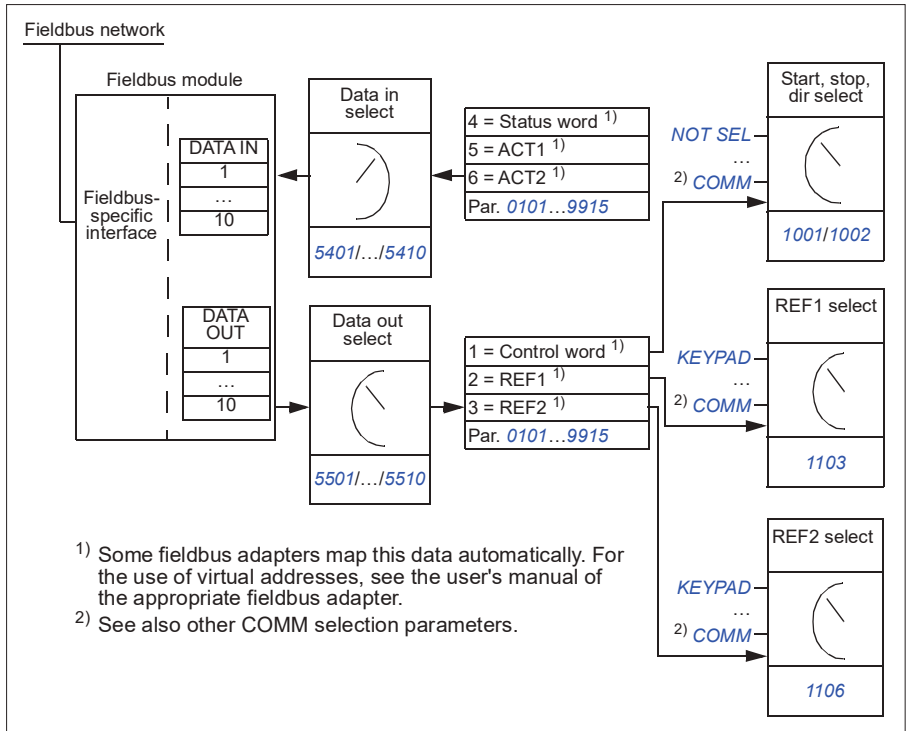 Fieldbus network
Fieldbus module
Fieldbus-
specific
interface
DATA IN
1
…
10
DATA
OUT
1
...
10
Data in
select
5401/…/5410
Data out
select
5501/…/5510
4 = Status word 1)
5 = ACT1 1)
6 = ACT2 1)
Par. 0101…9915
1 = Control word 1)
2 = REF1 1)
3 = REF2 1)
Par. 0101…9915
Start, stop,
dir select
NOT SEL
…
2) COMM
1001/1002
REF1 select
KEYPAD
…
2) COMM
1103
REF2 select
KEYPAD
…
2) COMM
1106
1) Some fieldbus adapters map this data automatically. For
the use of virtual addresses, see the user's manual of
the appropriate fieldbus adapter.
2) See also other COMM selection parameters.